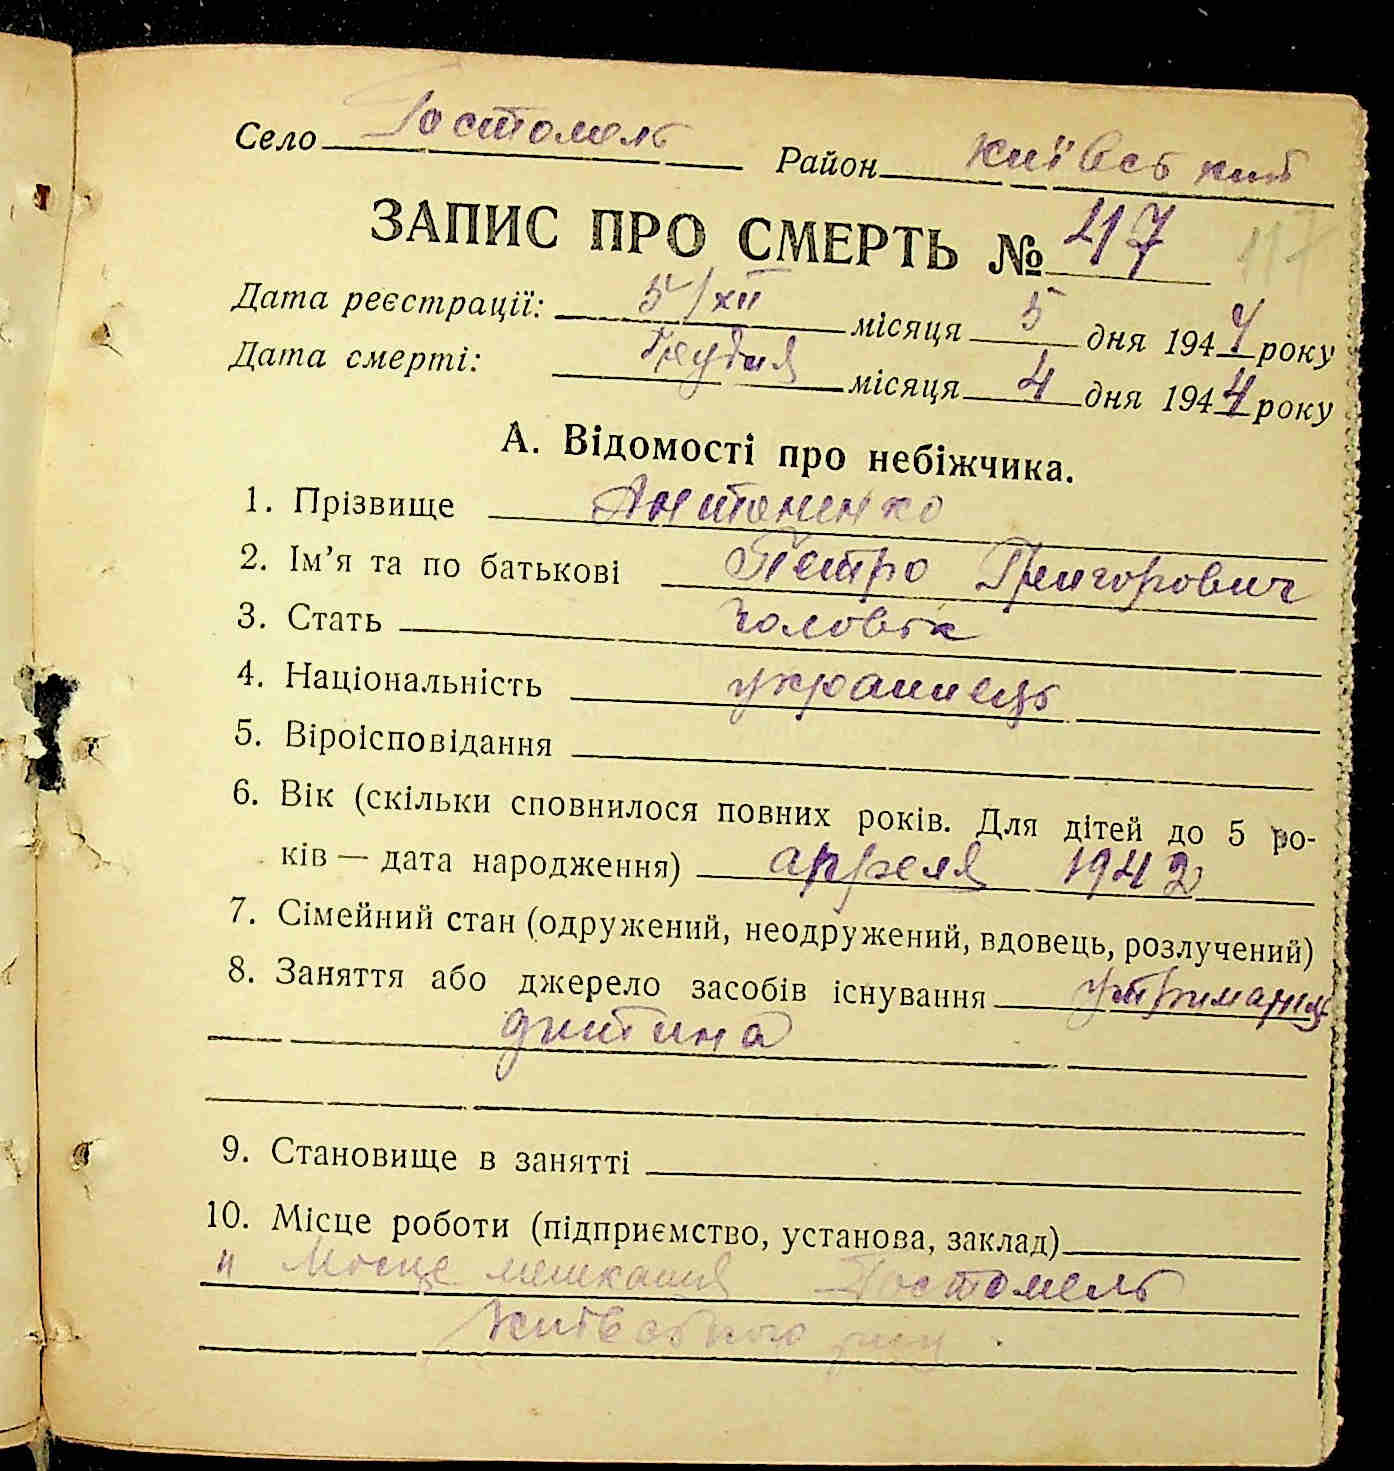 Село Гостомель Район Київський
ЗАПИС ПРО СМЕРТЬ № 47 117
Дата реєстрації: 5/XII місяця 5 дня 1944 року
Дата смерті: Грудня місяця 4 дня 1944 року
А. Відомості про небіжчика.
1. Прізвище Антоненко
2. Ім’я та по батькові Петро Григорович
3. Стать Чоловік
4. Національність українець
5. Віроісповідання
6. Вік (скільки сповнилося повних років. Для дітей до 5 ро-
ків — дата народження) апреля 1942
7. Сімейний стан (одружений, неодружений, вдовець, розлучений)
8. Заняття або джерело засобів існування утриманця
дитина
9. Становище в занятті
10. Місце роботи (підприємство, установа, заклад)
" Місце мешкання Гостомель
Київського